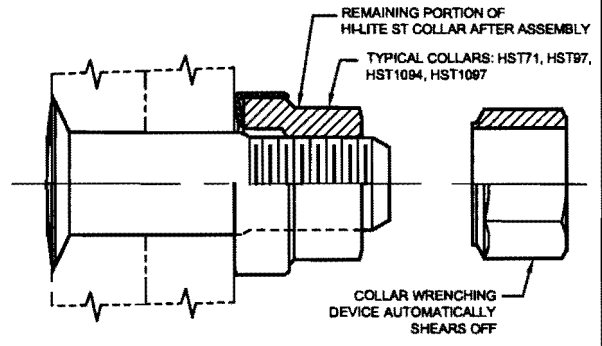 REMAINING PORTION OF
HI-LITE ST COLLAR AFTER ASSEMBLY
TYPICAL COLLARS: HST71, HST97,
HST1094, HST1097
COLLAR WRENCHING
DEVICE AUTOMATICALLY
SHEARS OFF